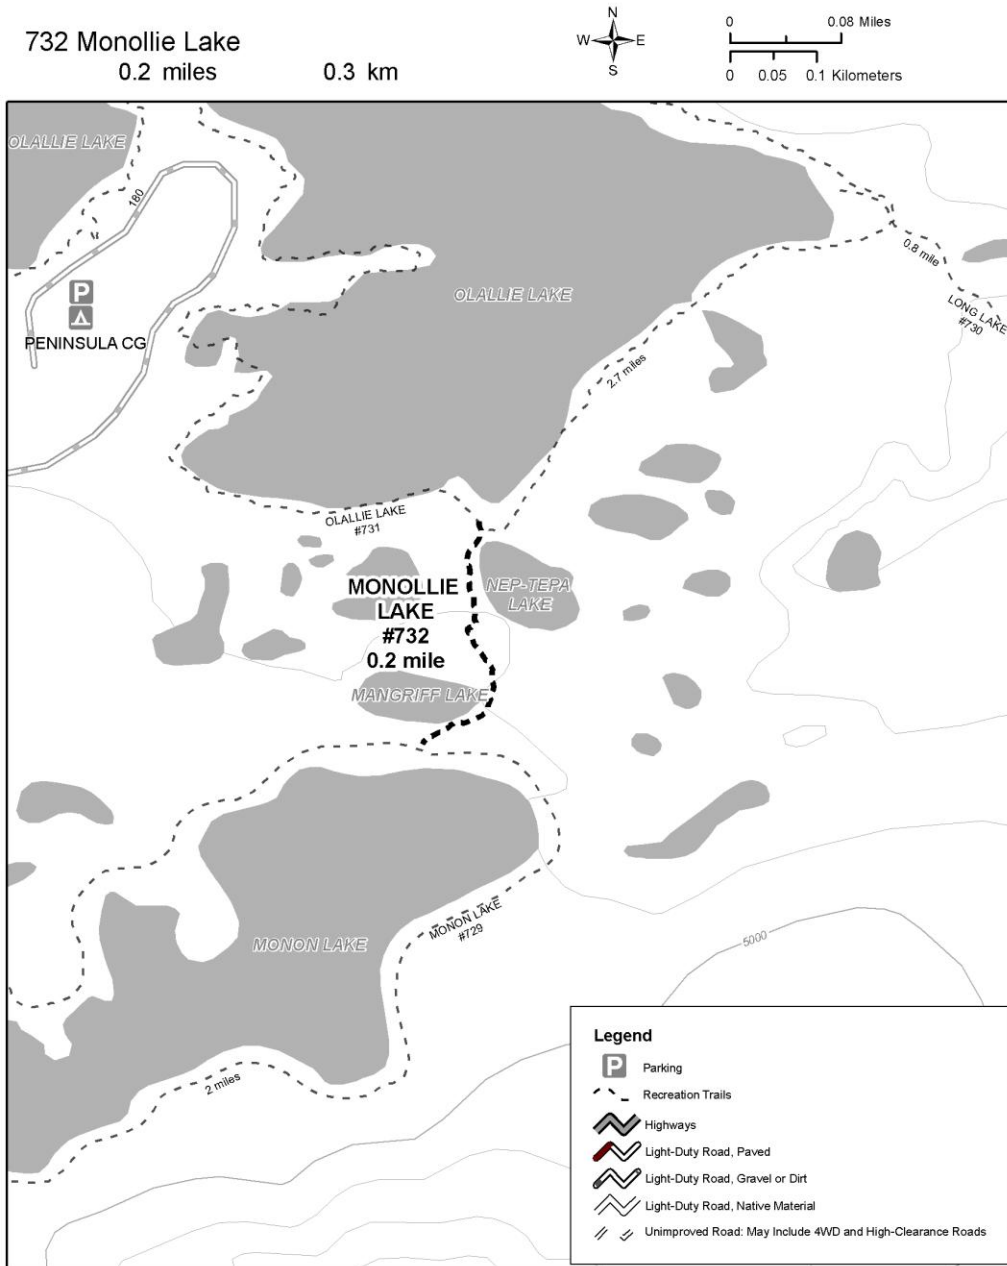 732 Monollie Lake
0.2 miles 0.3 km
N
W E
S
0 0.08 Miles
0 0.05 0.1 Kilometers
OLALLIE LAKE
180
P
PENINSULA CG
OLALLIE LAKE
0.8 mile
LONG LAKE
#730
2.7 miles
OLALLIE LAKE
#731
MONOLLIE
LAKE
#732
0.2 mile
NEP-TEPA
LAKE
MANGRIFF LAKE
MONON LAKE
MONON LAKE
#729
5000
2 miles
Legend
P Parking
Recreation Trails
Highways
Light-Duty Road, Paved
Light-Duty Road, Gravel or Dirt
Light-Duty Road, Native Material
Unimproved Road: May Include 4WD and High-Clearance Roads